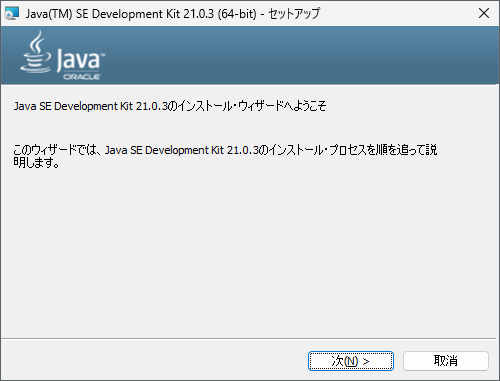 Java(TM) SE Development Kit 21.0.3 (64-bit) - セットアップ
Java™
ORACLE
Java SE Development Kit 21.0.3のインストール・ウィザードへようこそ
このウィザードでは、Java SE Development Kit 21.0.3のインストール・プロセスを順を追って説
明します。
次(N) >
取消